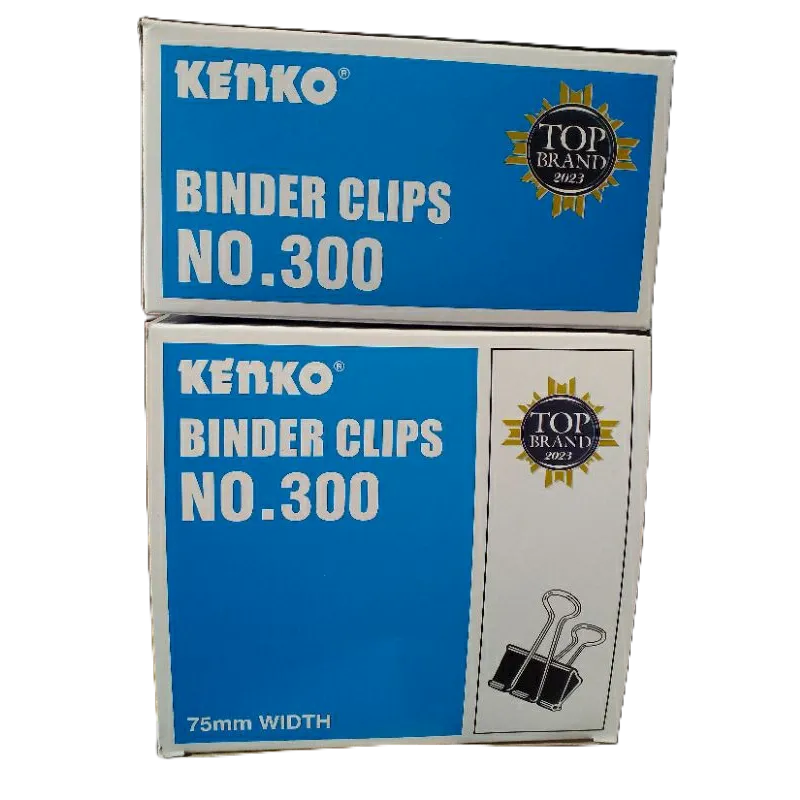 KENKO®
TOP
BRAND
2023
BINDER CLIPS
NO.300
KENKO®
BINDER CLIPS
NO.300
TOP
BRAND
2023
75mm WIDTH